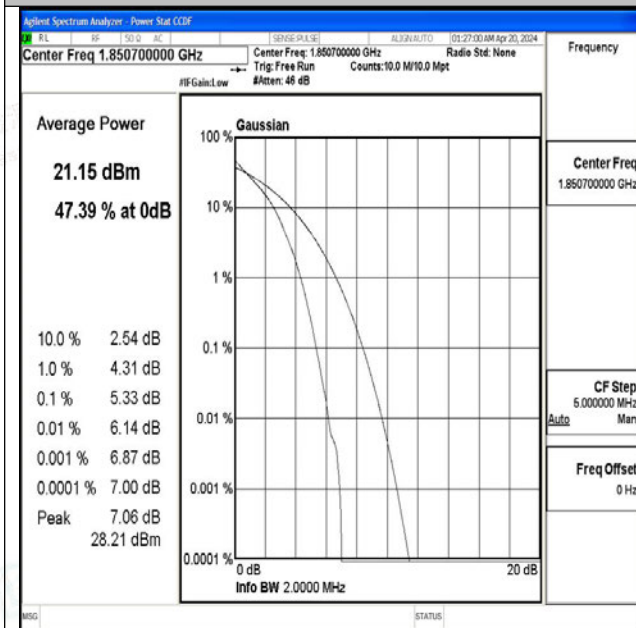 Agilent Spectrum Analyzer - Power Stat CCDF
RL RF 50 Ω AC SENSE:PULSE ALIGN AUTO 01:27:00 AM Apr 20, 2024
Center Freq 1.850700000 GHz
Center Freq: 1.850700000 GHz Radio Std: None
Trig: Free Run Counts:10.0 M/10.0 Mpt
#IFGain:Low #Atten: 46 dB
Frequency
Center Freq
1.850700000 GHz
CF Step
5.000000 MHz
Auto Man
Freq Offset
0 Hz
Average Power
21.15 dBm
47.39 % at 0dB
10.0 % 2.54 dB
1.0 % 4.31 dB
0.1 % 5.33 dB
0.01 % 6.14 dB
0.001 % 6.87 dB
0.0001 % 7.00 dB
Peak 7.06 dB
28.21 dBm
Gaussian
100 %
10 %
1 %
0.1 %
0.01 %
0.001 %
0.0001 %
0 dB 20 dB
Info BW 2.0000 MHz
MSG STATUS